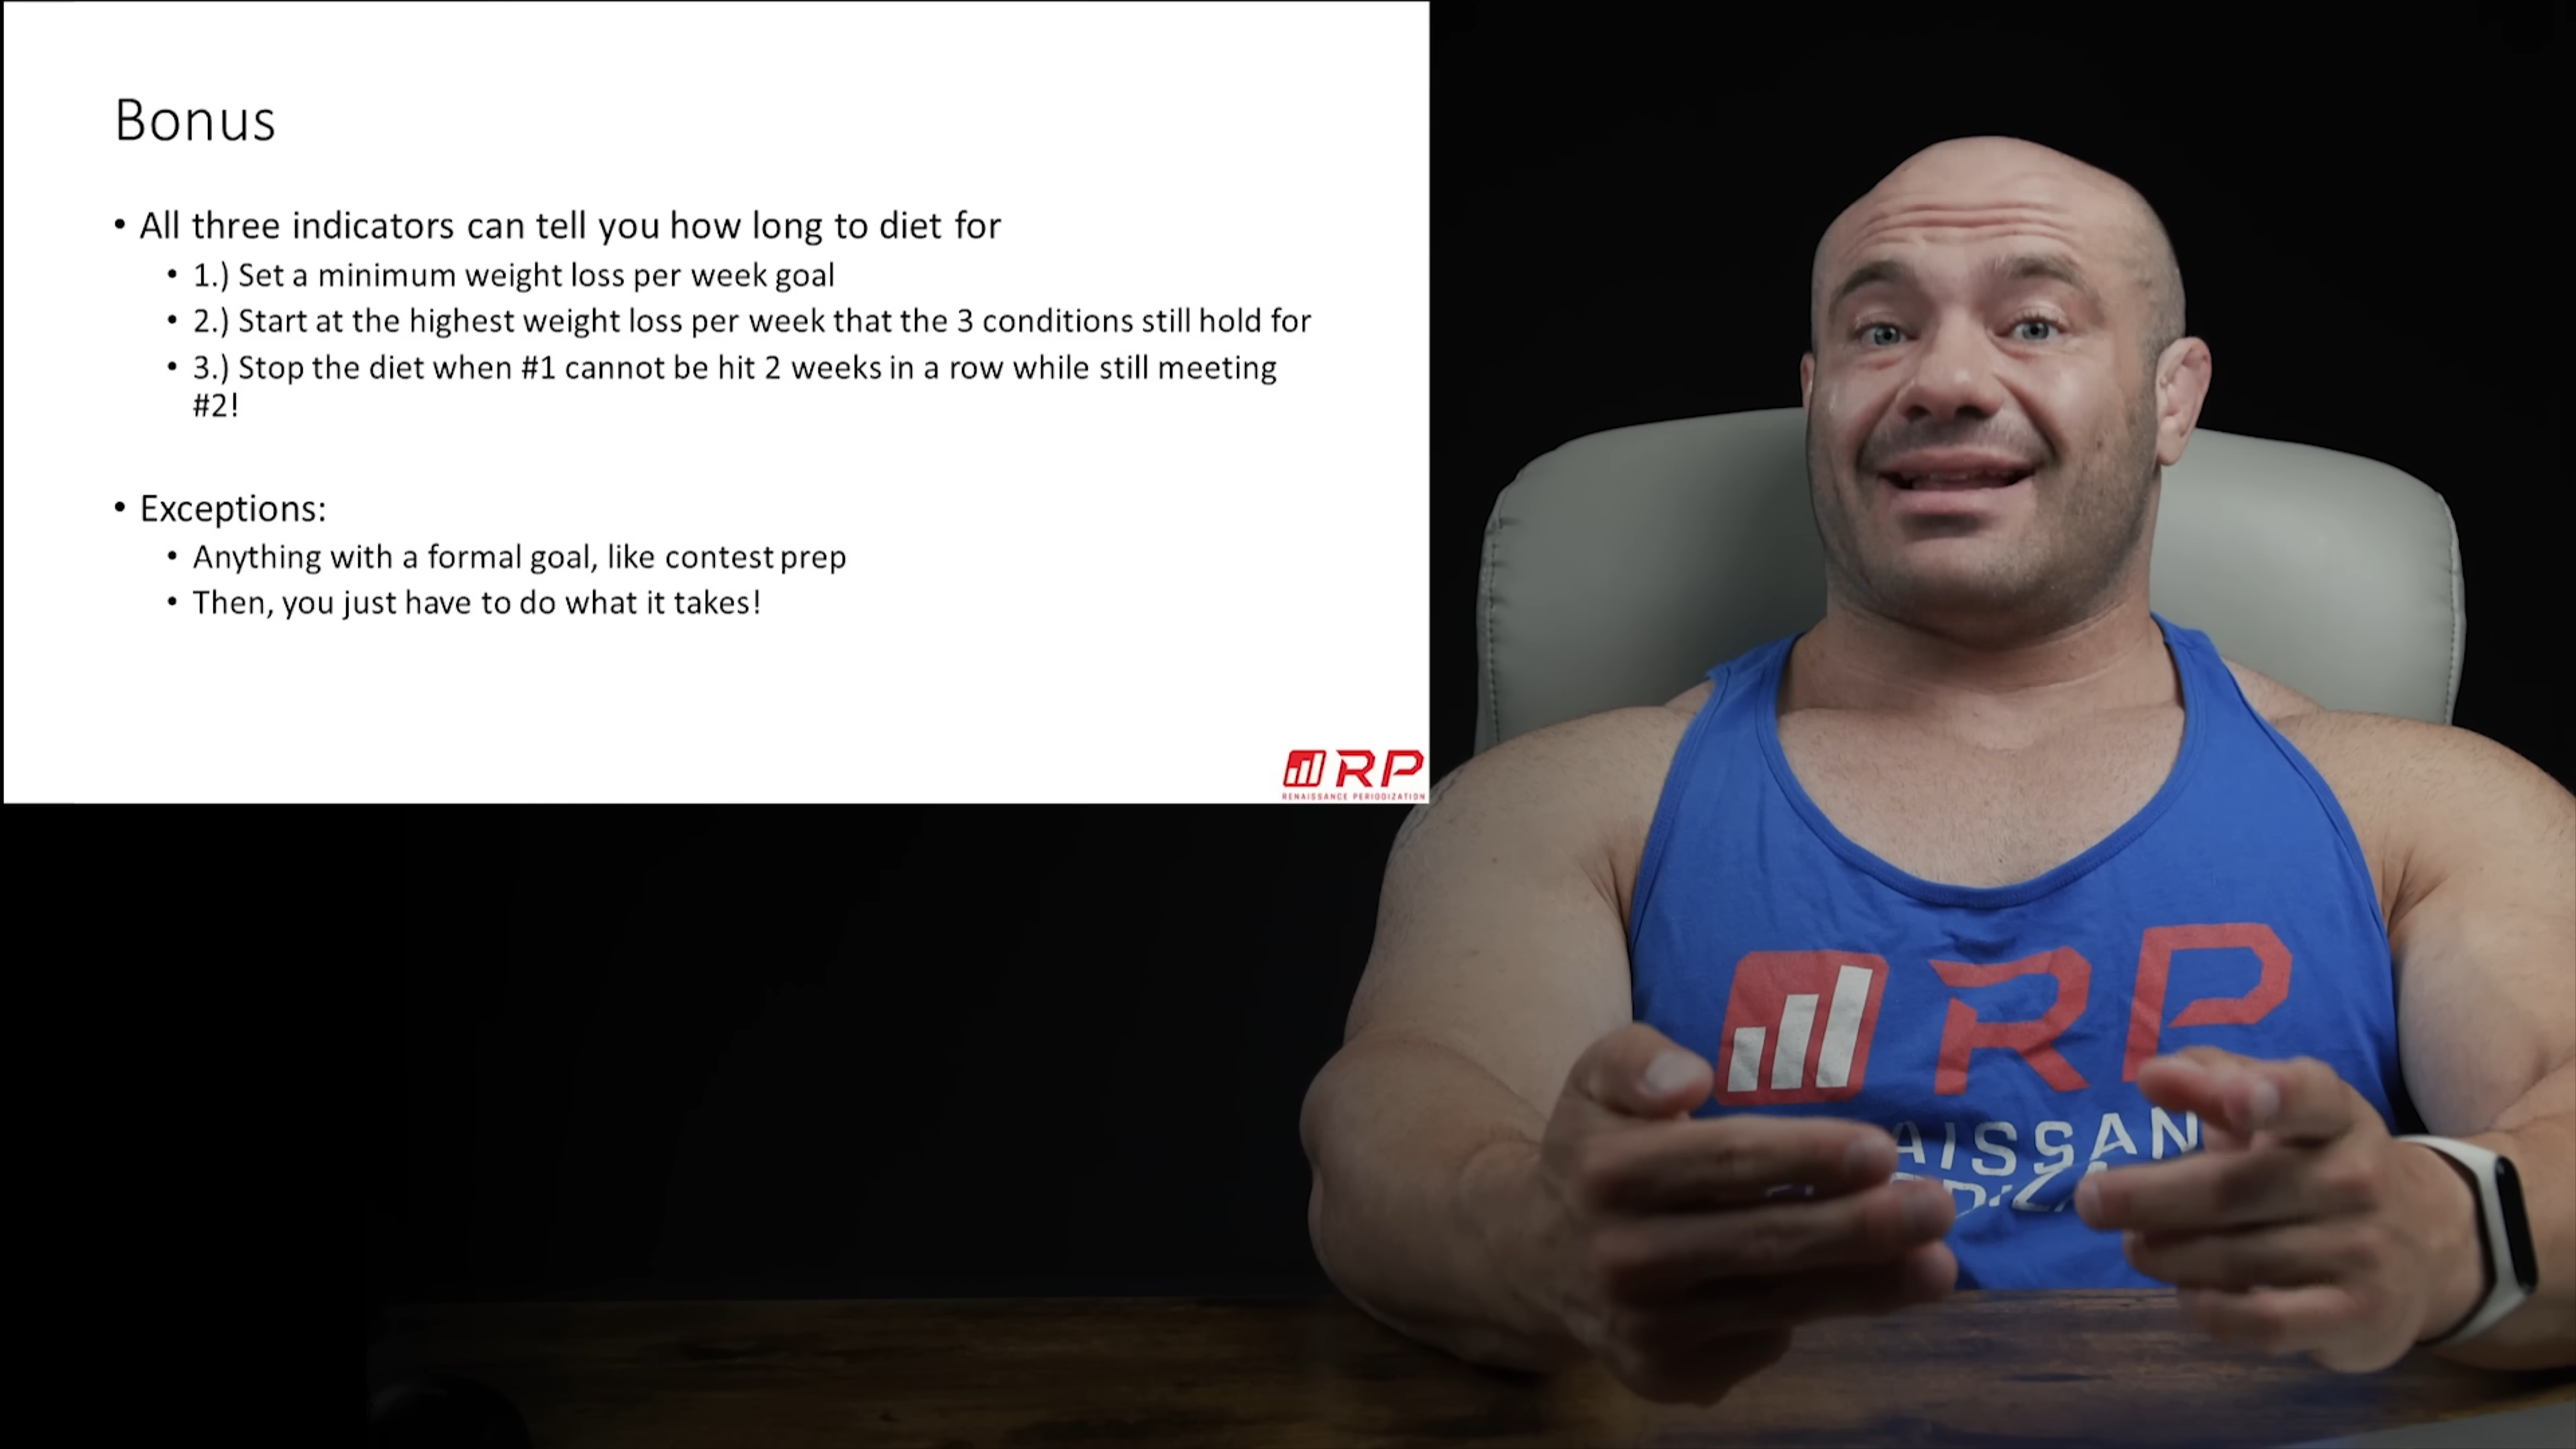 Bonus
• All three indicators can tell you how long to diet for
• 1.) Set a minimum weight loss per week goal
• 2.) Start at the highest weight loss per week that the 3 conditions still hold for
• 3.) Stop the diet when #1 cannot be hit 2 weeks in a row while still meeting
#2!
• Exceptions:
• Anything with a formal goal, like contest prep
• Then, you just have to do what it takes!
RP
RENAISSANCE PERIODIZATION
RP
AISSAN